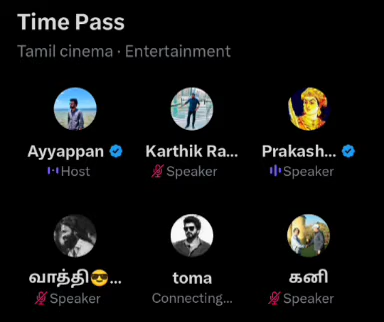 Time Pass
Tamil cinema · Entertainment
Ayyappan Karthik Ra... Prakash...
Host Speaker Speaker
வாத்தி😎... toma கனி
Speaker Connecting... Speaker